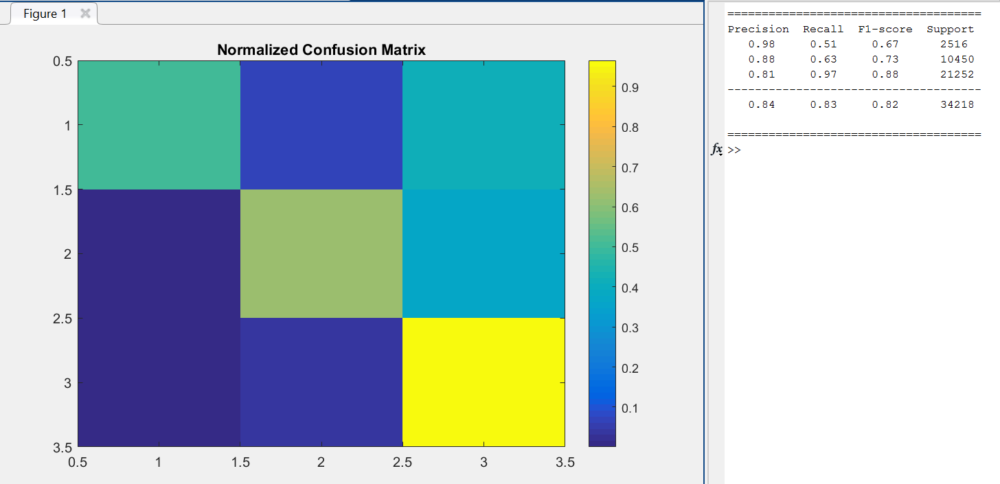 Figure 1
Normalized Confusion Matrix
0.5
1
1.5
2
2.5
3
3.5
0.5 1 1.5 2 2.5 3 3.5
0.9
0.8
0.7
0.6
0.5
0.4
0.3
0.2
0.1
=====================================
Precision Recall F1-score Support
0.98 0.51 0.67 2516
0.88 0.63 0.73 10450
0.81 0.97 0.88 21252
-------------------------------------
0.84 0.83 0.82 34218
=====================================
fx >>